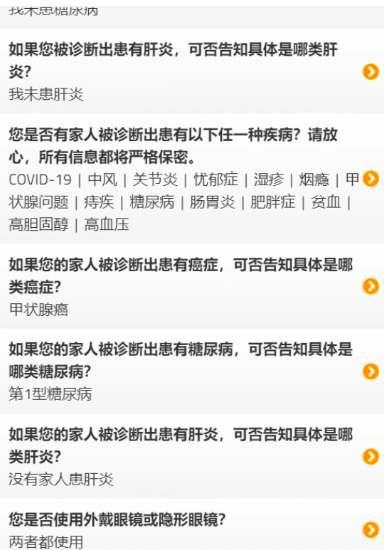 我未患糖尿病
如果您被诊断出患有肝炎，可否告知具体是哪类肝
炎？
我未患肝炎
您是否有家人被诊断出患有以下任一种疾病？请放
心，所有信息都将严格保密。
COVID-19 | 中风 | 关节炎 | 忧郁症 | 湿疹 | 烟瘾 | 甲
状腺问题 | 痔疾 | 糖尿病 | 肠胃炎 | 肥胖症 | 贫血 |
高胆固醇 | 高血压
如果您的家人被诊断出患有癌症，可否告知具体是哪
类癌症？
甲状腺癌
如果您的家人被诊断出患有糖尿病，可否告知具体是
哪类糖尿病？
第1型糖尿病
如果您的家人被诊断出患有肝炎，可否告知具体是哪
类肝炎？
没有家人患肝炎
您是否使用外戴眼镜或隐形眼镜？
两者都使用